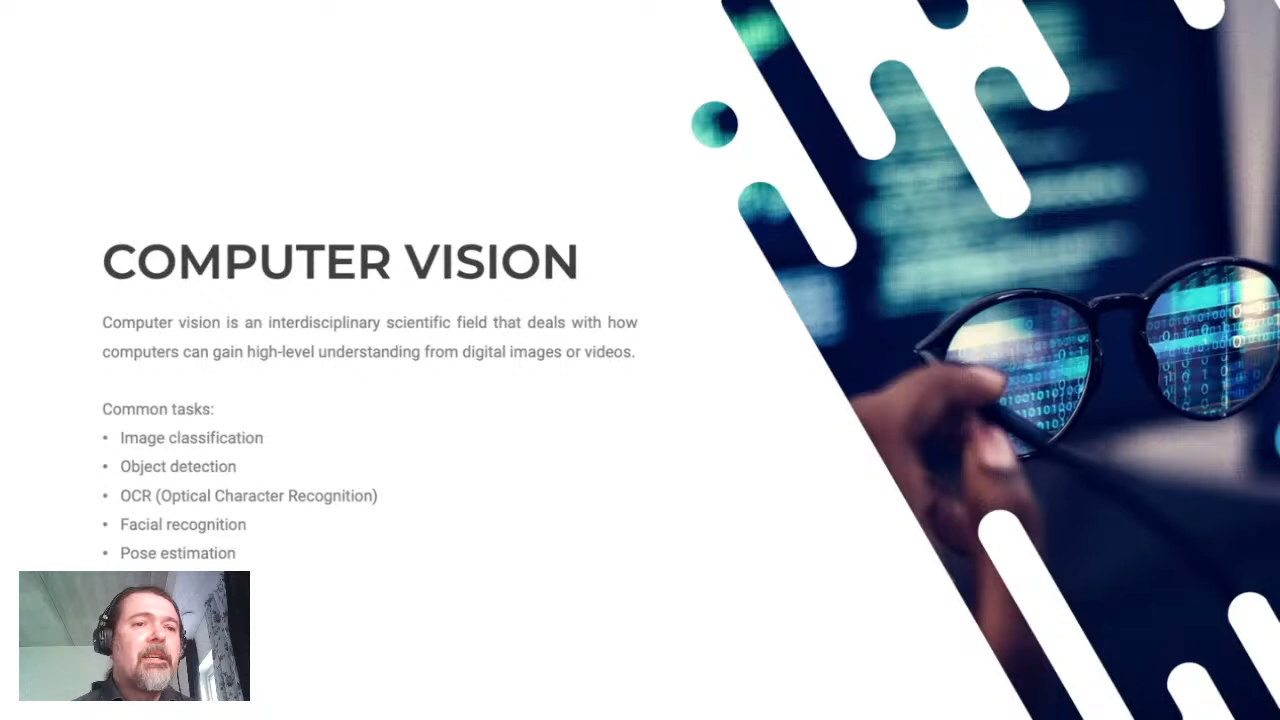 COMPUTER VISION
Computer vision is an interdisciplinary scientific field that deals with how
computers can gain high-level understanding from digital images or videos.
Common tasks:
• Image classification
• Object detection
• OCR (Optical Character Recognition)
• Facial recognition
• Pose estimation